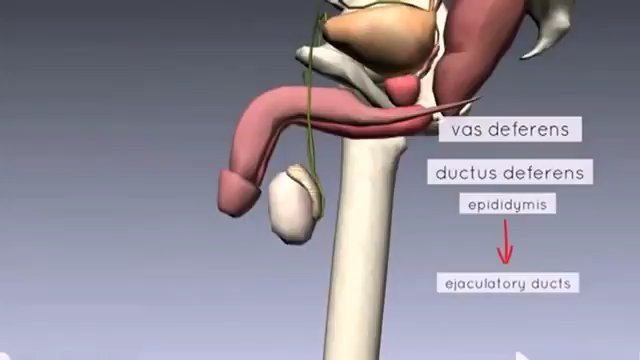 vas deferens
ductus deferens
epididymis
ejaculatory ducts